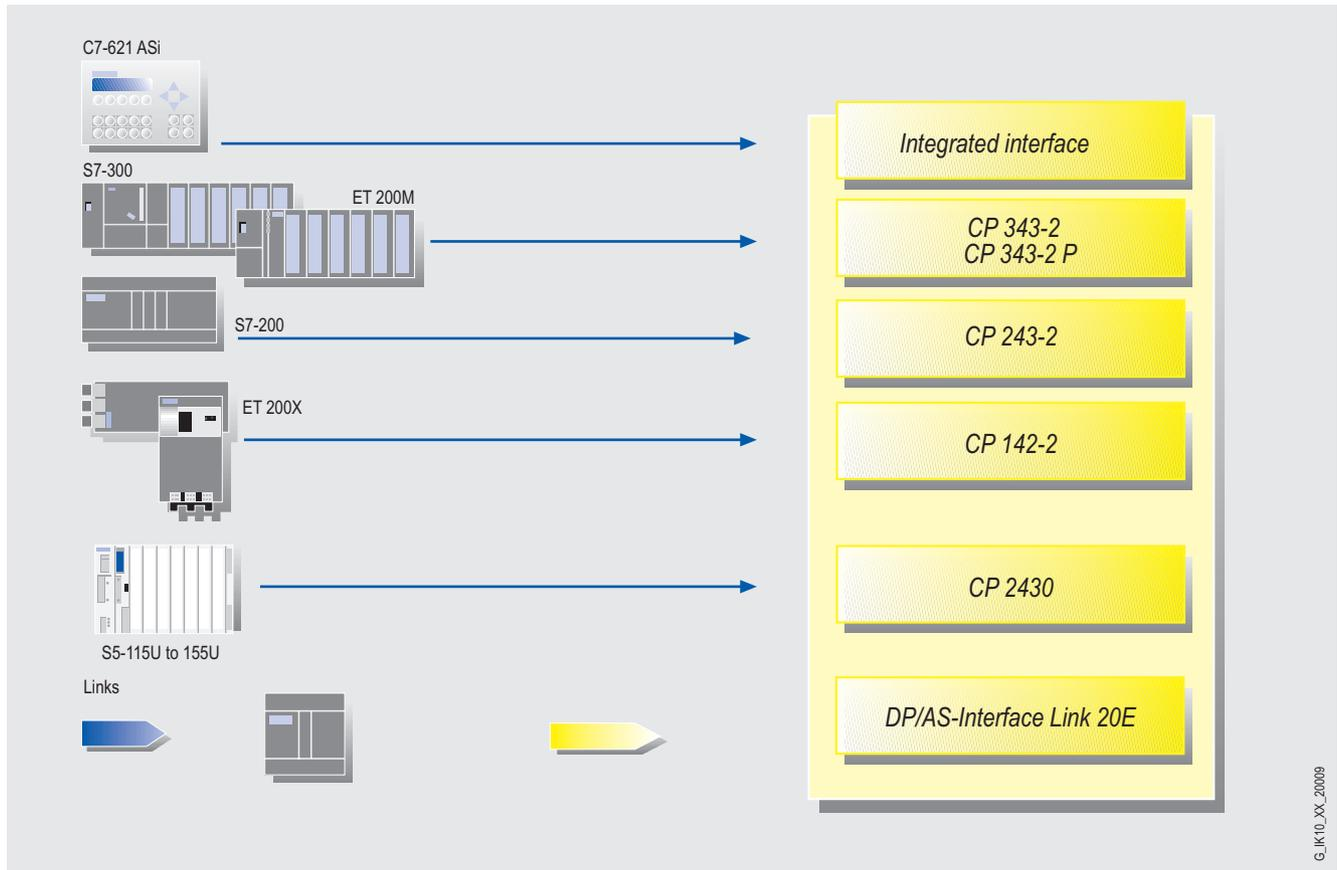 C7-621 ASi
Integrated interface
S7-300
ET 200M
CP 343-2
CP 343-2 P
S7-200
CP 243-2
ET 200X
CP 142-2
CP 2430
S5-115U to 155U
Links
DP/AS-Interface Link 20E
G_IK10_XX_20009